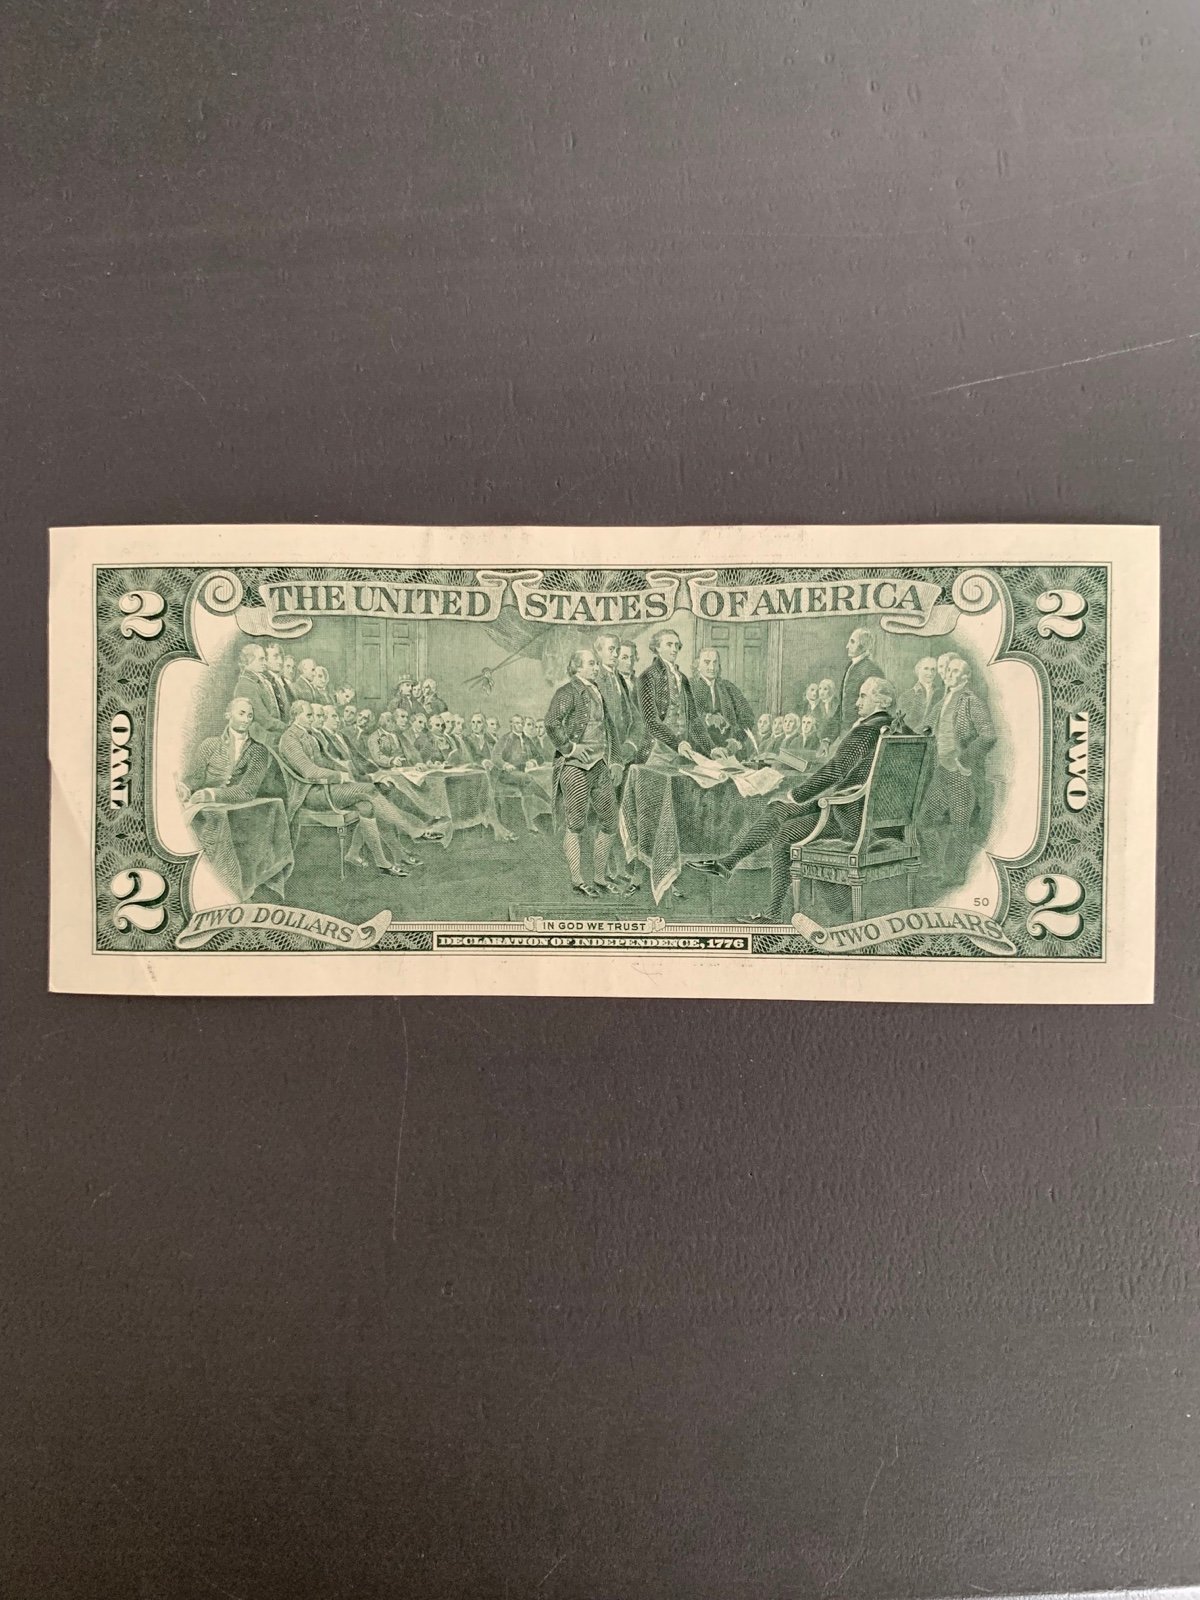 THE UNITED STATES OF AMERICA
2
2
TWO
TWO
2
2
50
TWO DOLLARS
IN GOD WE TRUST
TWO DOLLARS
DECLARATION OF INDEPENDENCE, 1776